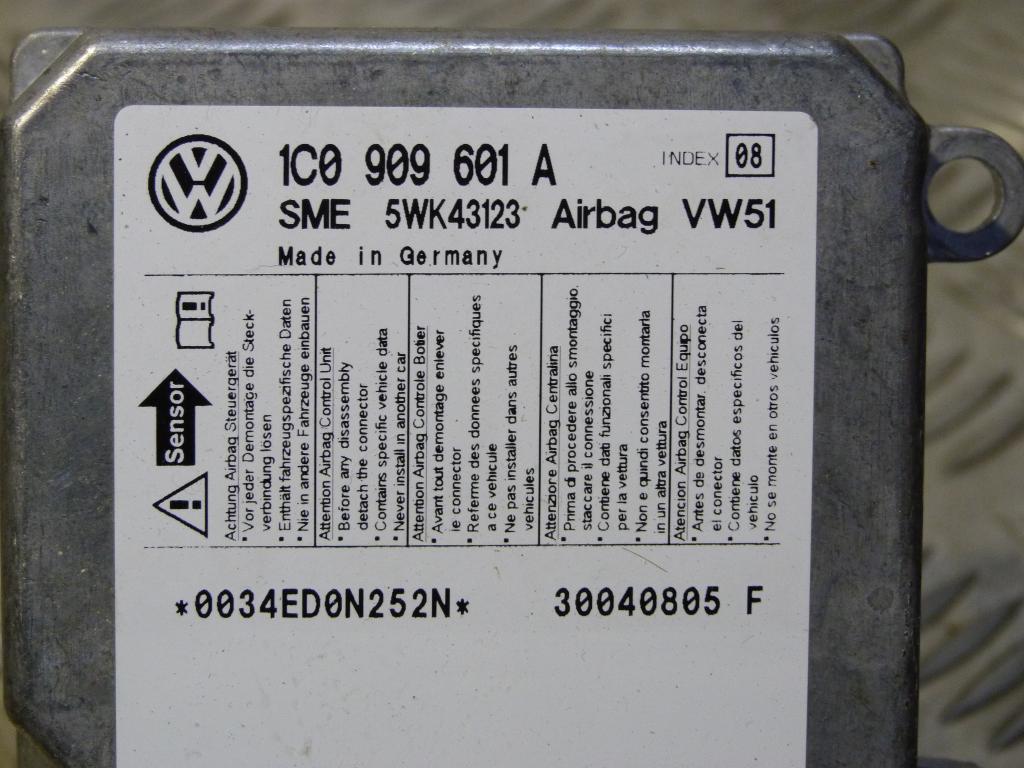 1C0 909 601 A
INDEX 08
SME 5WK43123 Airbag VW51
Made in Germany
Sensor
Achtung Airbag Steuergerät
• Vor jeder Demontage die Steck-
verbindung lösen
• Enthält fahrzeugspezifische Daten
• Nie in andere Fahrzeuge einbauen
Attention Airbag Control Unit
• Before any disassembly
detach the connector
• Contains specific vehicle data
• Never install in another car
Attention Airbag Controle Botier
• Avant tout demontage enlever
le connector
• Referme des donnees specifiques
a ce vehicule
• Ne pas installer dans autres
vehicules
Attenzione Airbag Centralina
• Prima di procedere allo smontaggio.
staccare il connessione
• Contiene dati funzionali specifici
per la vettura
• Non e quindi consentito montarla
in un altra vettura
Atencion Airbag Control Equipo
• Antes de desmontar, desconecta
el conector
• Contiene datos especificos del
vehiculo
• No se monte en otros vehiculos
*0034ED0N252N*
30040805 F